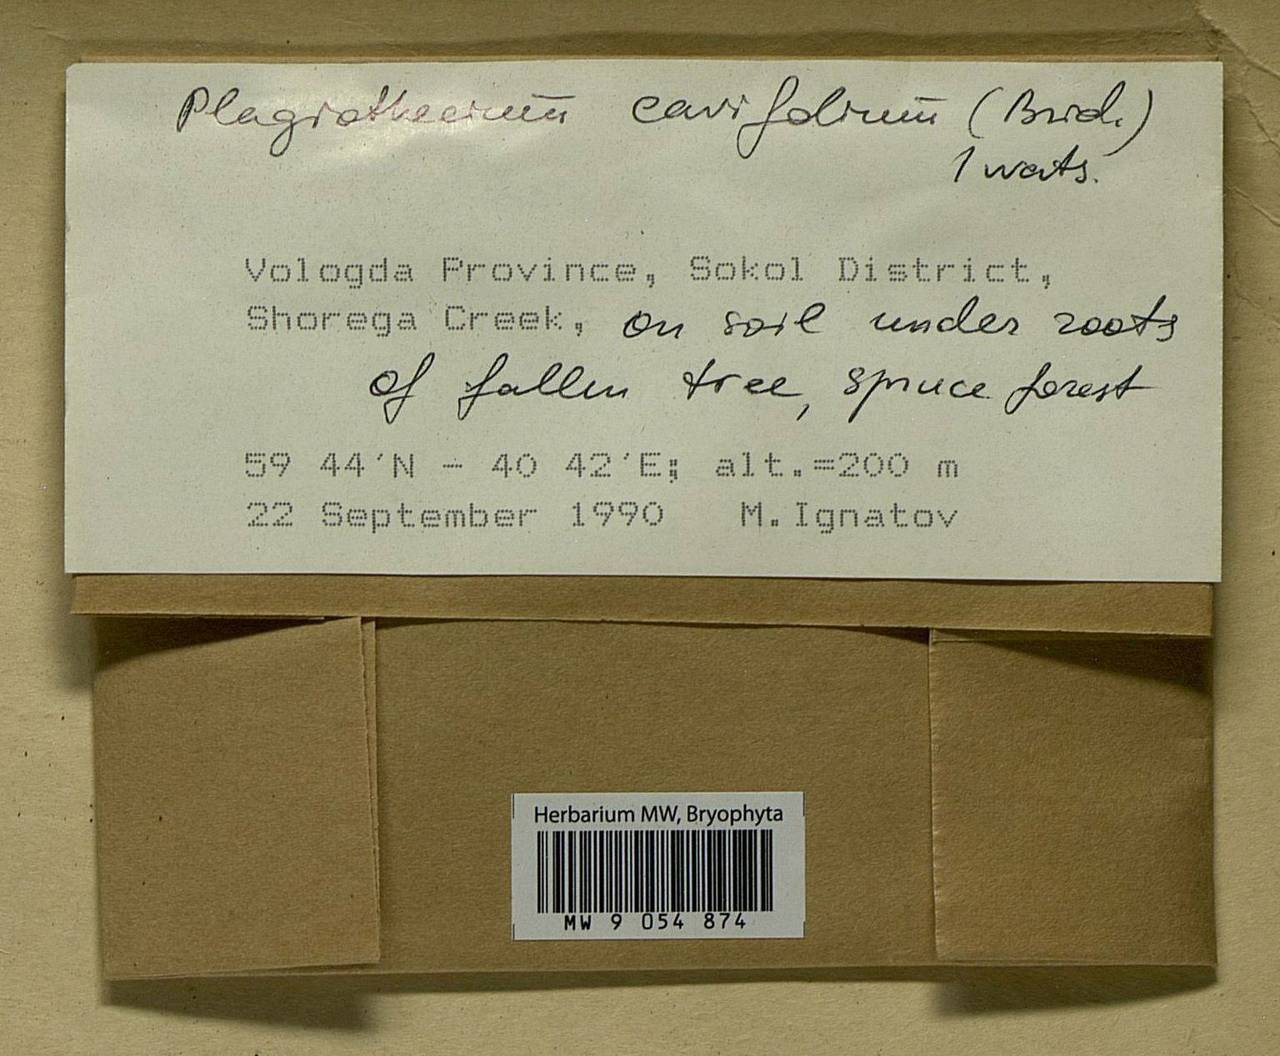 Plagiothecium̄ cavifolium̄ (Brid.)
Iwats.
Vologda Province, Sokol District,
Shorega Creek, on soil under roots
of fallen tree, spruce forest
59 44'N - 40 42'E; alt.=200 m
22 September 1990 M.Ignatov
Herbarium MW, Bryophyta
MW 9 054 874